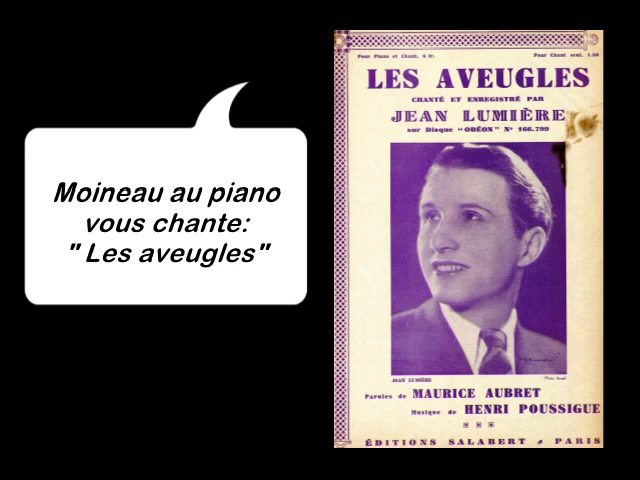 Moineau au piano
vous chante:
" Les aveugles"
Pour Piano et Chant, 6 fr.
Pour Chant seul, 1.50
LES AVEUGLES
CHANTÉ ET ENREGISTRÉ PAR
JEAN LUMIÈRE
sur Disque "ODÉON" N° 166.799
JEAN LUMIÈRE
Paroles de MAURICE AUBRET
Musique de HENRI POUSSIGUE
ÉDITIONS SALABERT PARIS